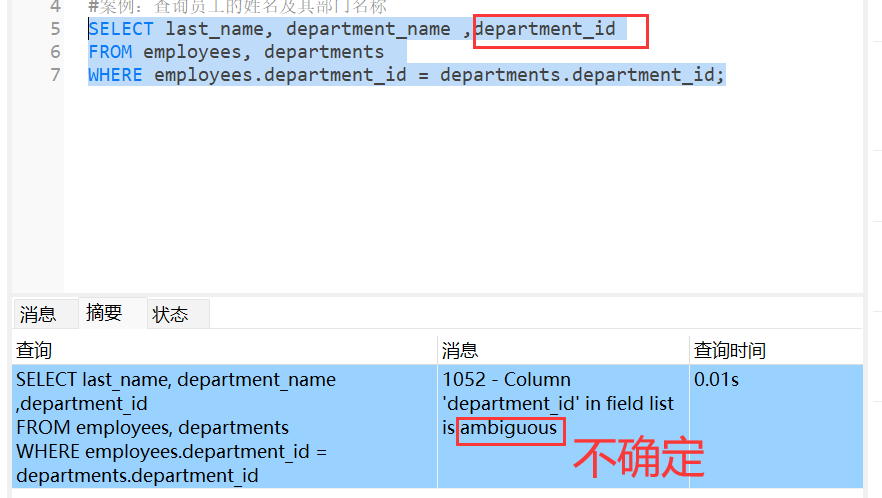 4 #案例：查询员工的姓名及其部门名称
5 SELECT last_name, department_name ,department_id
6 FROM employees, departments
7 WHERE employees.department_id = departments.department_id;
消息 摘要 状态
查询 消息 查询时间
SELECT last_name, department_name
,department_id
FROM employees, departments
WHERE employees.department_id =
departments.department_id
1052 - Column
'department_id' in field list
is ambiguous
0.01s
不确定